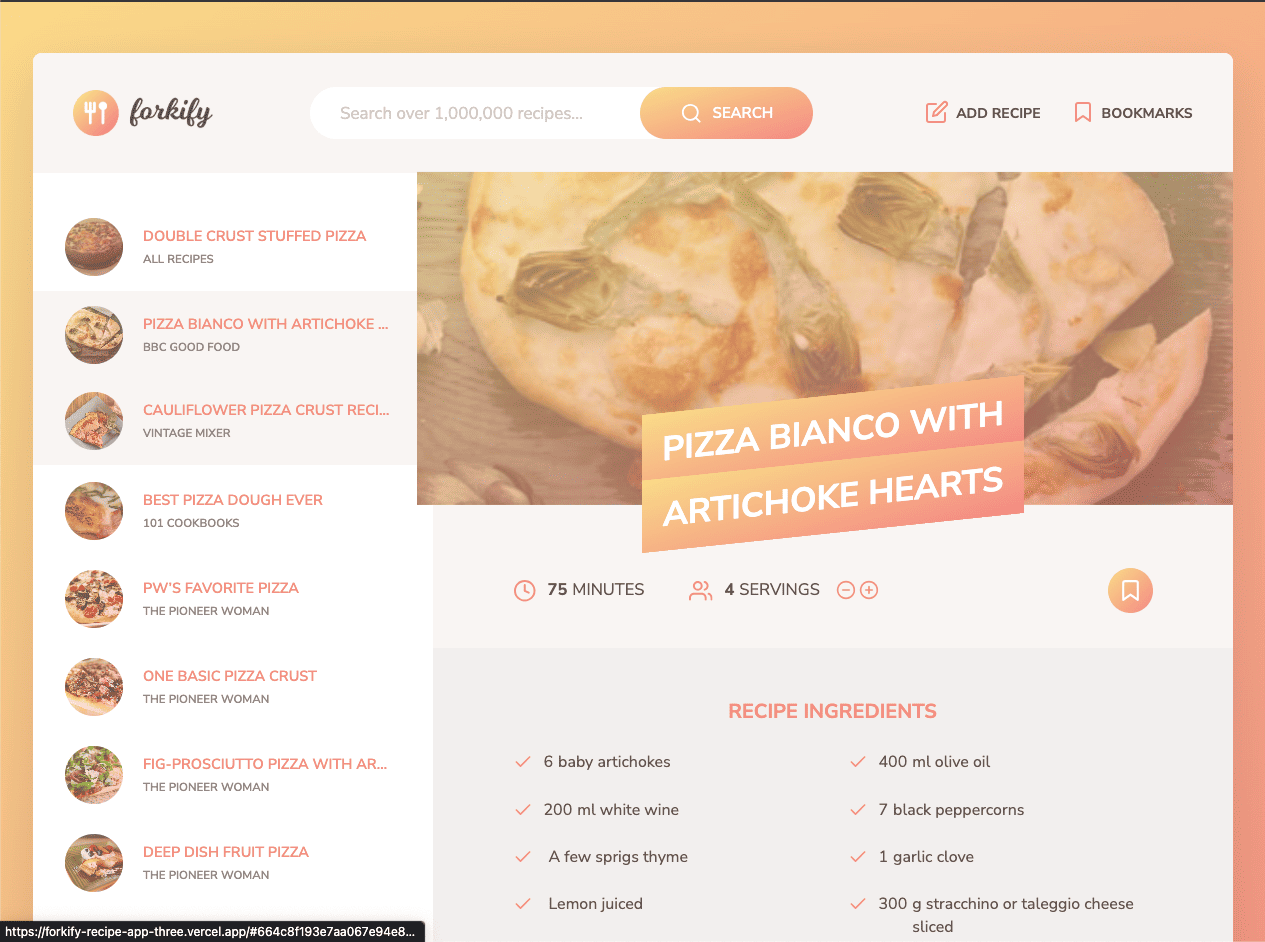 forkify
Search over 1,000,000 recipes...
SEARCH
ADD RECIPE
BOOKMARKS
DOUBLE CRUST STUFFED PIZZA
ALL RECIPES
PIZZA BIANCO WITH ARTICHOKE ...
BBC GOOD FOOD
CAULIFLOWER PIZZA CRUST RECI...
VINTAGE MIXER
BEST PIZZA DOUGH EVER
101 COOKBOOKS
PW'S FAVORITE PIZZA
THE PIONEER WOMAN
ONE BASIC PIZZA CRUST
THE PIONEER WOMAN
FIG-PROSCIUTTO PIZZA WITH AR...
THE PIONEER WOMAN
DEEP DISH FRUIT PIZZA
THE PIONEER WOMAN
PIZZA BIANCO WITH
ARTICHOKE HEARTS
75 MINUTES
4 SERVINGS
RECIPE INGREDIENTS
6 baby artichokes
400 ml olive oil
200 ml white wine
7 black peppercorns
A few sprigs thyme
1 garlic clove
Lemon juiced
300 g stracchino or taleggio cheese
sliced
https://forkify-recipe-app-three.vercel.app/#664c8f193e7aa067e94e8...